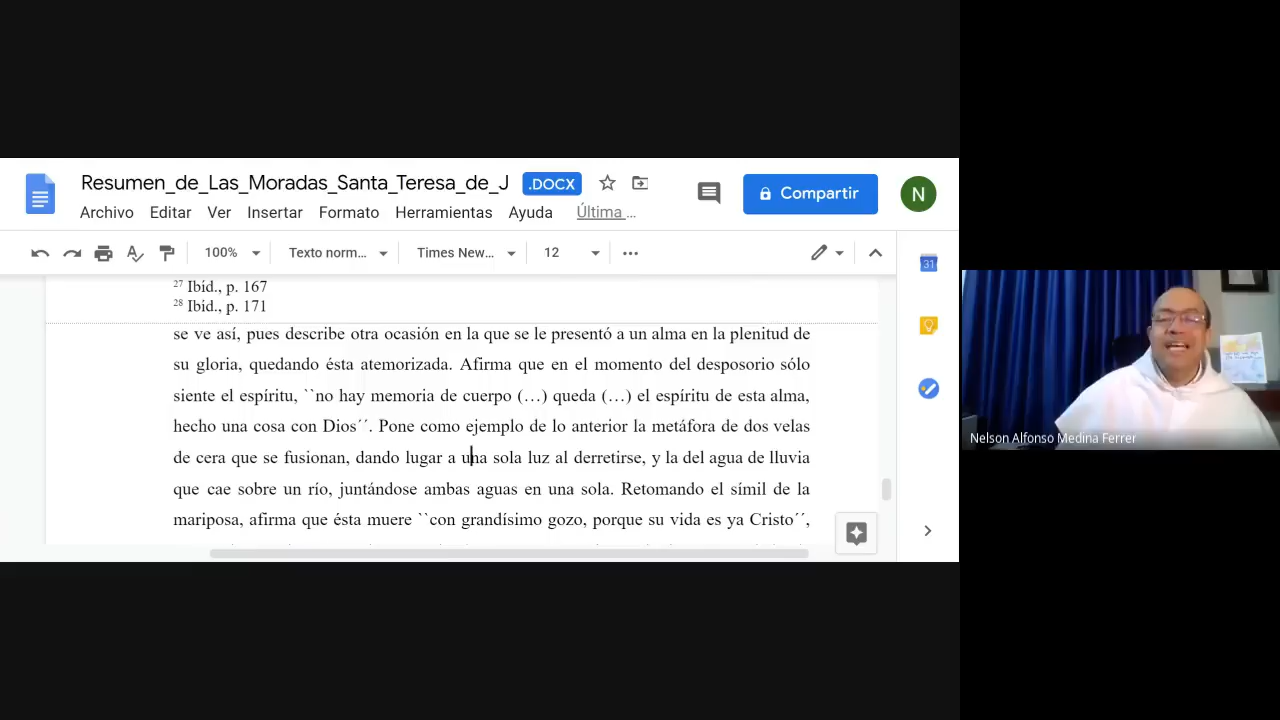 Resumen_de_Las_Moradas_Santa_Teresa_de_J .DOCX
Compartir
N
Archivo Editar Ver Insertar Formato Herramientas Ayuda Última ...
100% Texto norm... Times New... 12
31
27 Ibíd., p. 167
28 Ibíd., p. 171
se ve así, pues describe otra ocasión en la que se le presentó a un alma en la plenitud de
su gloria, quedando ésta atemorizada. Afirma que en el momento del desposorio sólo
siente el espíritu, ``no hay memoria de cuerpo (…) queda (…) el espíritu de esta alma,
hecho una cosa con Dios´´. Pone como ejemplo de lo anterior la metáfora de dos velas
de cera que se fusionan, dando lugar a una sola luz al derretirse, y la del agua de lluvia
que cae sobre un río, juntándose ambas aguas en una sola. Retomando el símil de la
mariposa, afirma que ésta muere ``con grandísimo gozo, porque su vida es ya Cristo´´,
Nelson Alfonso Medina Ferrer